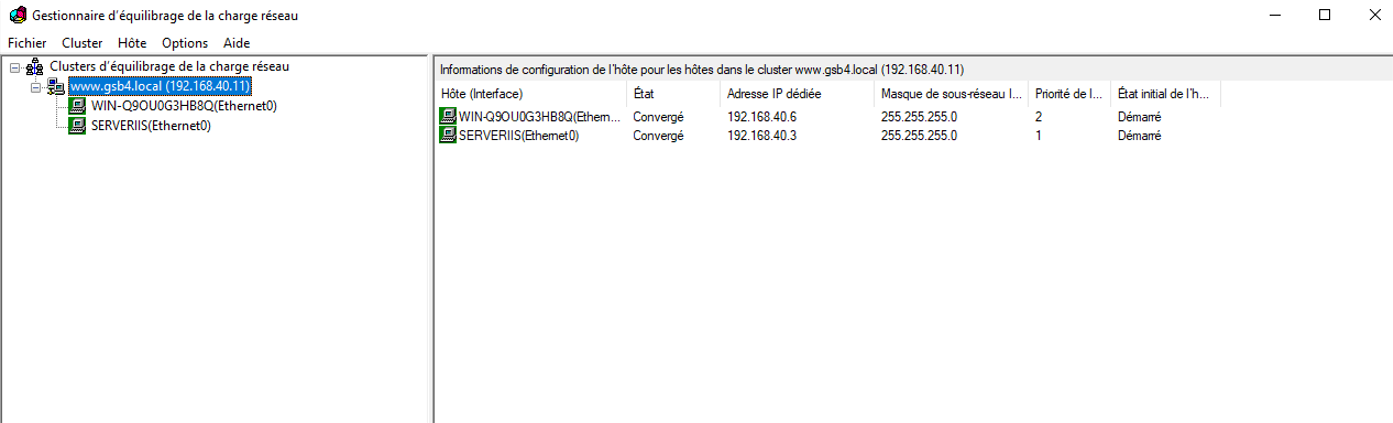 Gestionnaire d'équilibrage de la charge réseau
Fichier Cluster Hôte Options Aide
Clusters d'équilibrage de la charge réseau
www.gsb4.local (192.168.40.11)
WIN-Q9OU0G3HB8Q(Ethernet0)
SERVERIIS(Ethernet0)
Informations de configuration de l'hôte pour les hôtes dans le cluster www.gsb4.local (192.168.40.11)
Hôte (Interface) État Adresse IP dédiée Masque de sous-réseau l... Priorité de l... État initial de l'h...
WIN-Q9OU0G3HB8Q(Ethern... Convergé 192.168.40.6 255.255.255.0 2 Démarré
SERVERIIS(Ethernet0) Convergé 192.168.40.3 255.255.255.0 1 Démarré